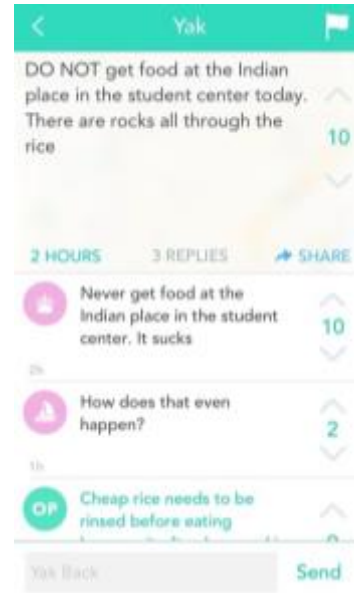 Yak
DO NOT get food at the Indian
place in the student center today.
There are rocks all through the
rice
10
2 HOURS 3 REPLIES SHARE
Never get food at the
Indian place in the student
center. It sucks
10
2h
How does that even
happen?
2
1h
OP
Cheap rice needs to be
rinsed before eating
Yak Back
Send